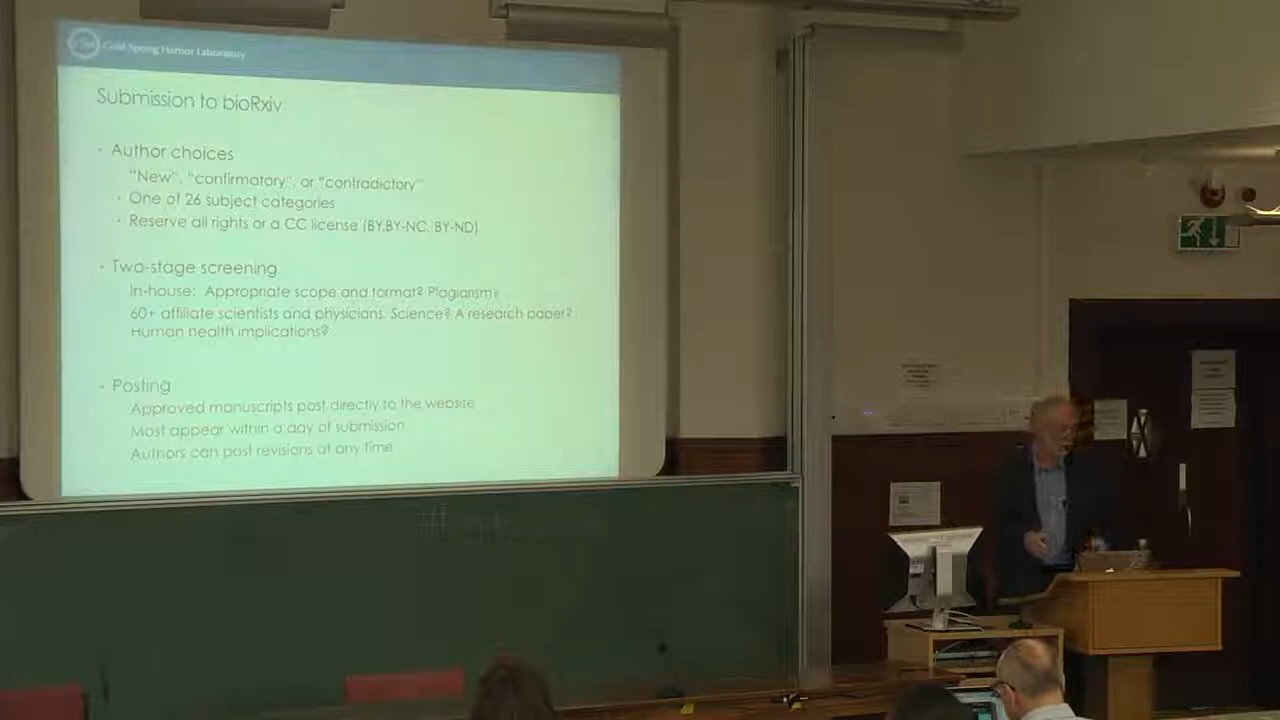 Cold Spring Harbor Laboratory
Submission to bioRxiv
Author choices
"New", "confirmatory", or "contradictory"
One of 26 subject categories
Reserve all rights or a CC license (BY,BY-NC, BY-ND)
Two-stage screening
In-house: Appropriate scope and format? Plagiarism?
60+ affiliate scientists and physicians. Science? A research paper?
Human health implications?
Posting
Approved manuscripts post directly to the website
Most appear within a day of submission
Authors can post revisions at any time